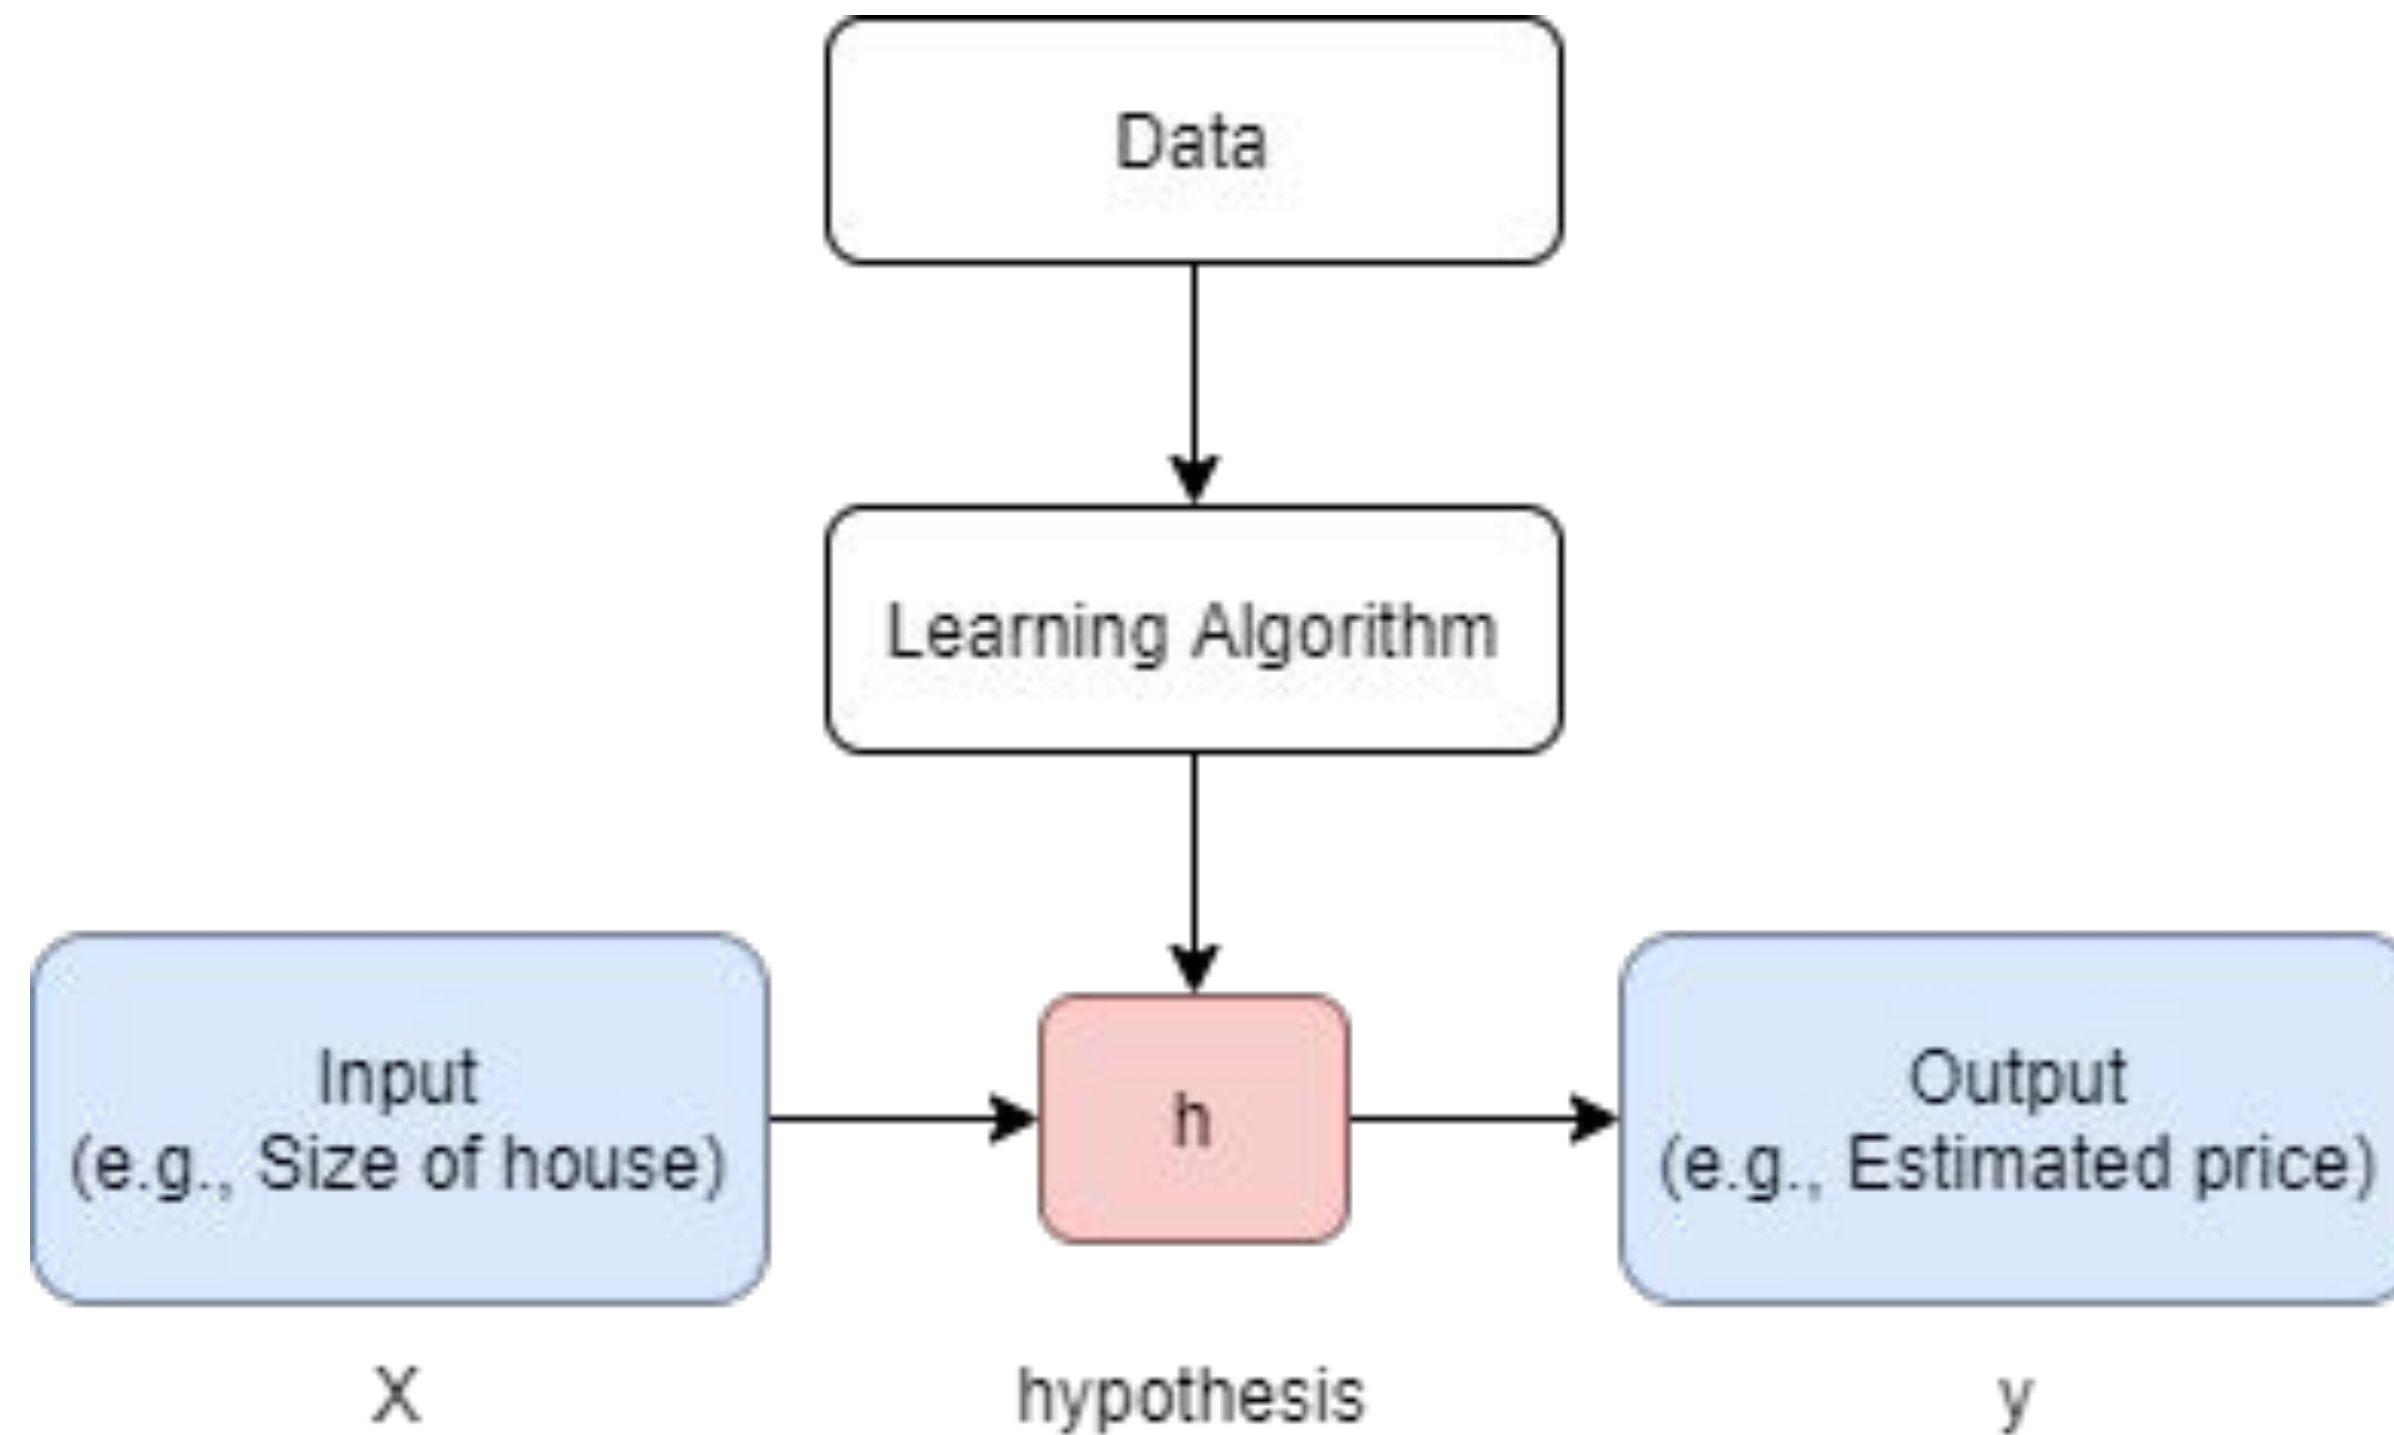 Data
Learning Algorithm
Input
(e.g., Size of house)
h
Output
(e.g., Estimated price)
X
hypothesis
y